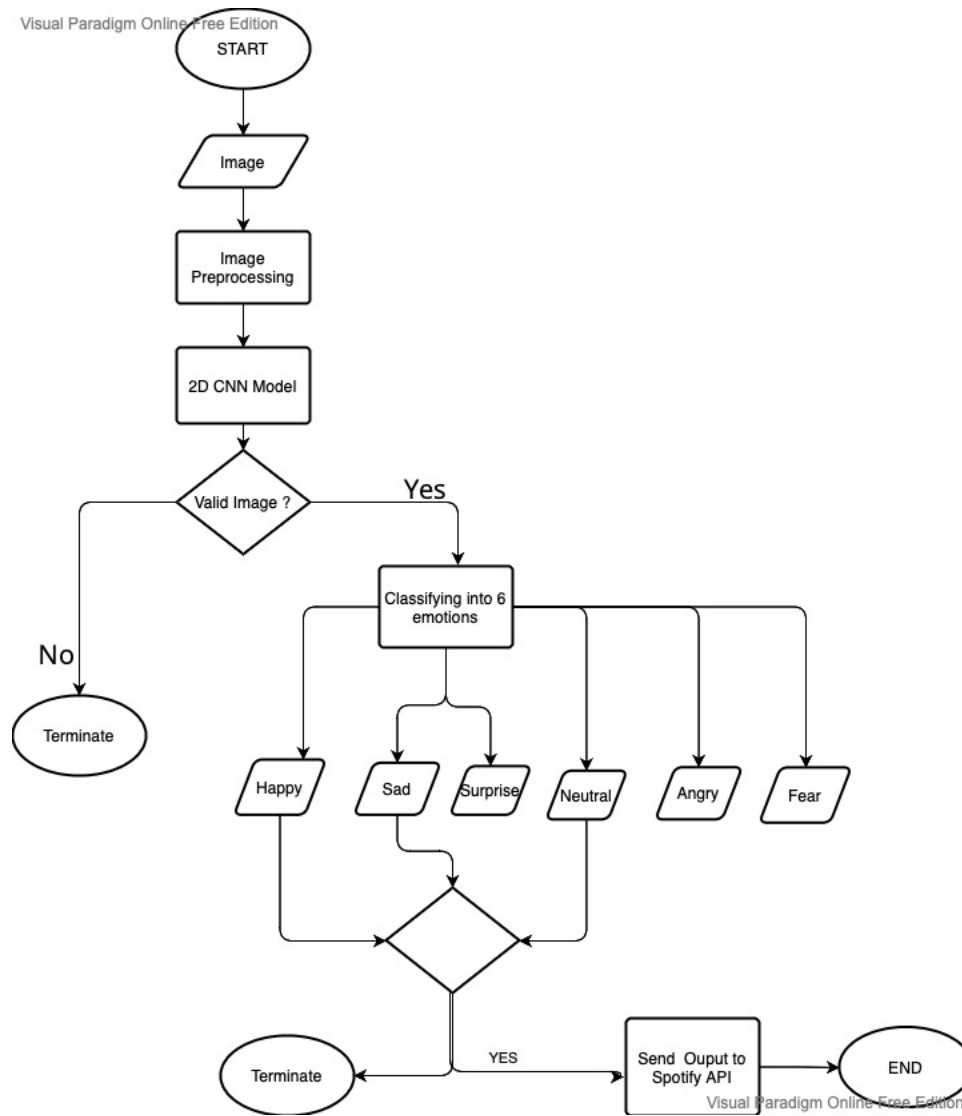 Visual Paradigm Online Free Edition
START
Image
Image
Preprocessing
2D CNN Model
Valid Image ?
Yes
Classifying into 6
emotions
No
Terminate
Happy
Sad
Surprise
Neutral
Angry
Fear
Terminate
YES
Send Ouput to
Spotify API
END
Visual Paradigm Online Free Edition